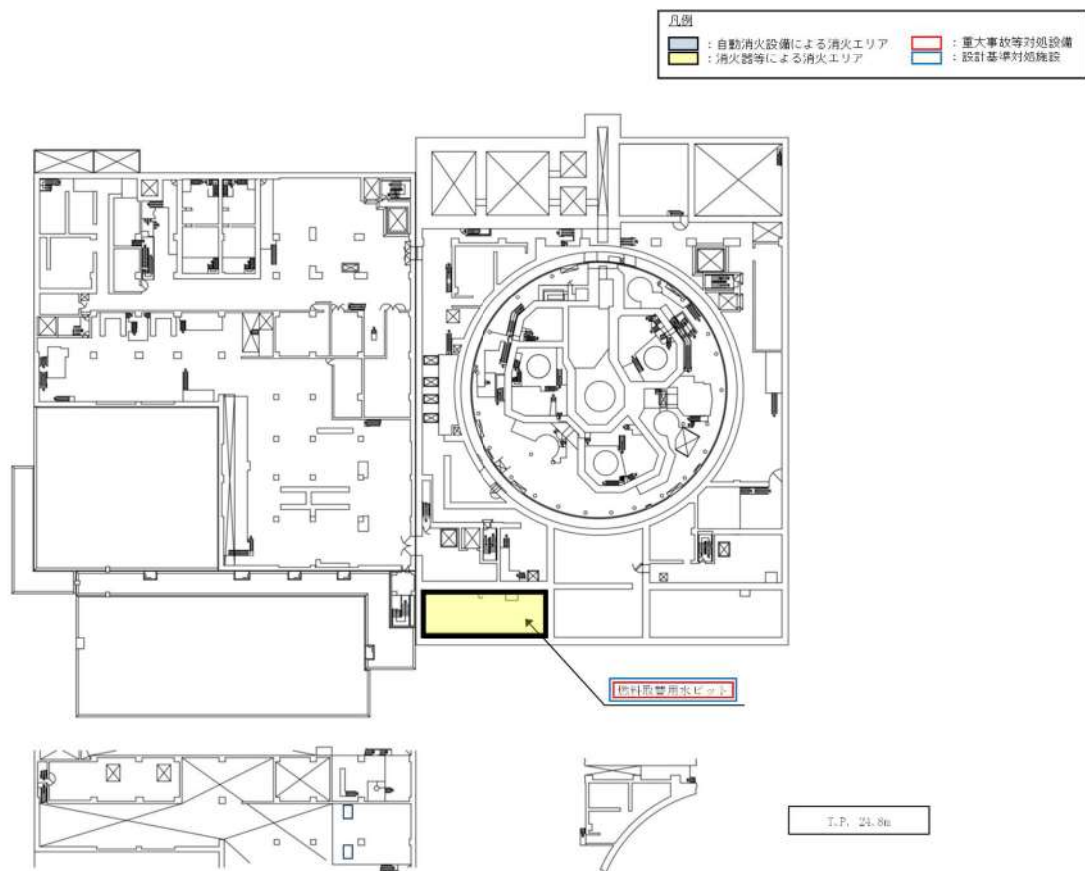 凡例
：自動消火設備による消火エリア
：消火器等による消火エリア
：重大事故等対処設備
：設計基準対処施設
燃料取替用水ピット
T.P. 24.8m